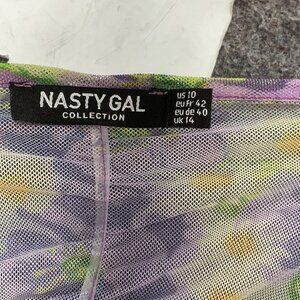 NASTY GAL
COLLECTION
us 10
eu fr 42
eu de 40
uk 14